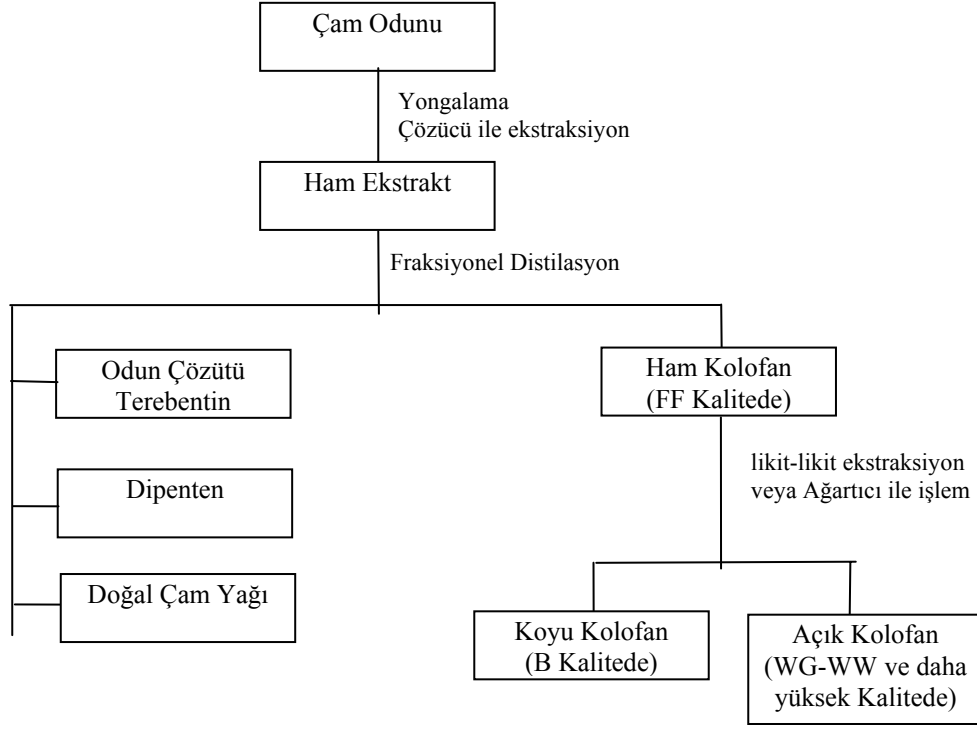 Çam Odunu
Yongalama
Çözücü ile ekstraksiyon
Ham Ekstrakt
Fraksiyonel Distilasyon
Odun Çözütü
Terebentin
Dipenten
Doğal Çam Yağı
Ham Kolofan
(FF Kalitede)
likit-likit ekstraksiyon
veya Ağartıcı ile işlem
Koyu Kolofan
(B Kalitede)
Açık Kolofan
(WG-WW ve daha
yüksek Kalitede)